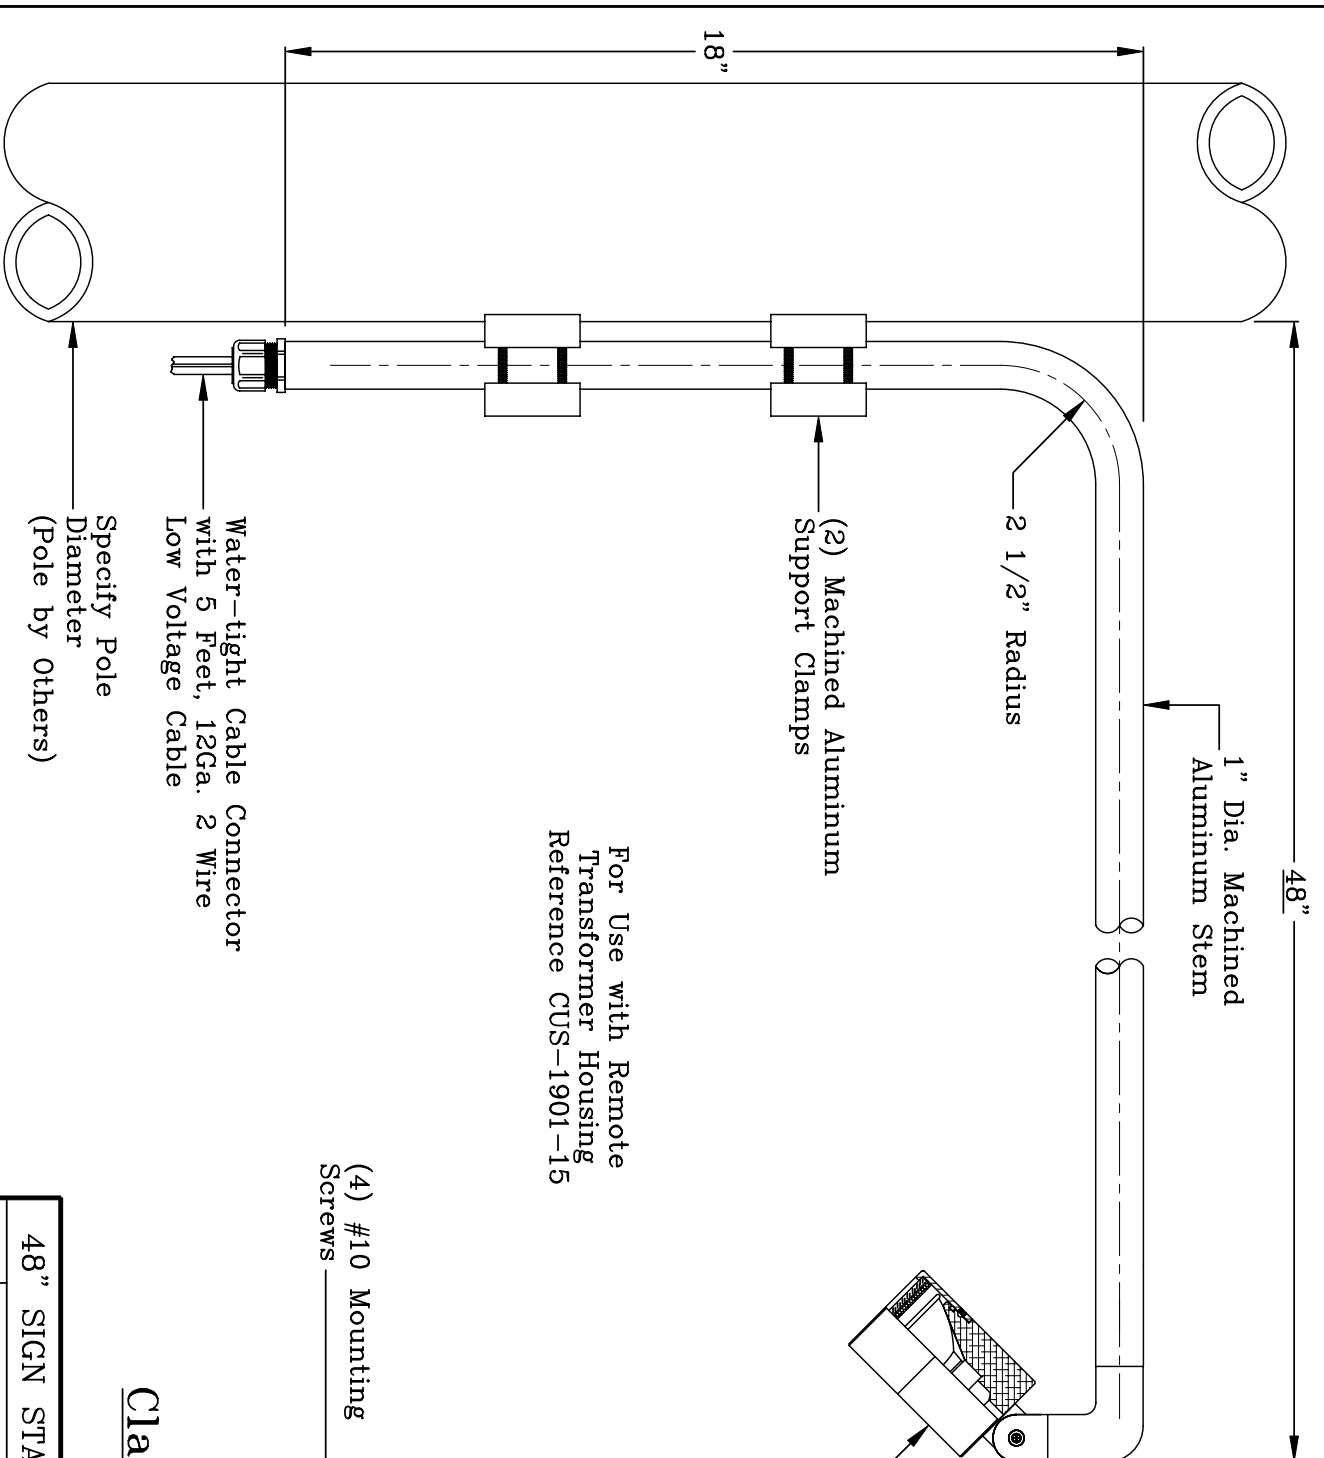 18”
48”
1” Dia. Machined
Aluminum Stem
2 1/2” Radius
(2) Machined Aluminum
Support Clamps
For Use with Remote
Transformer Housing
Reference CUS-1901-15
(4) #10 Mounting
Screws
Water-tight Cable Connector
with 5 Feet, 12Ga. 2 Wire
Low Voltage Cable
Specify Pole
Diameter
(Pole by Others)
Cla
48” SIGN STA